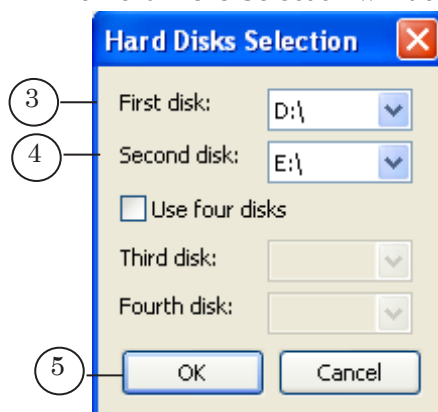 Hard Disks Selection
3
First disk:
D:\
4
Second disk:
E:\
Use four disks
Third disk:
Fourth disk:
5
OK
Cancel